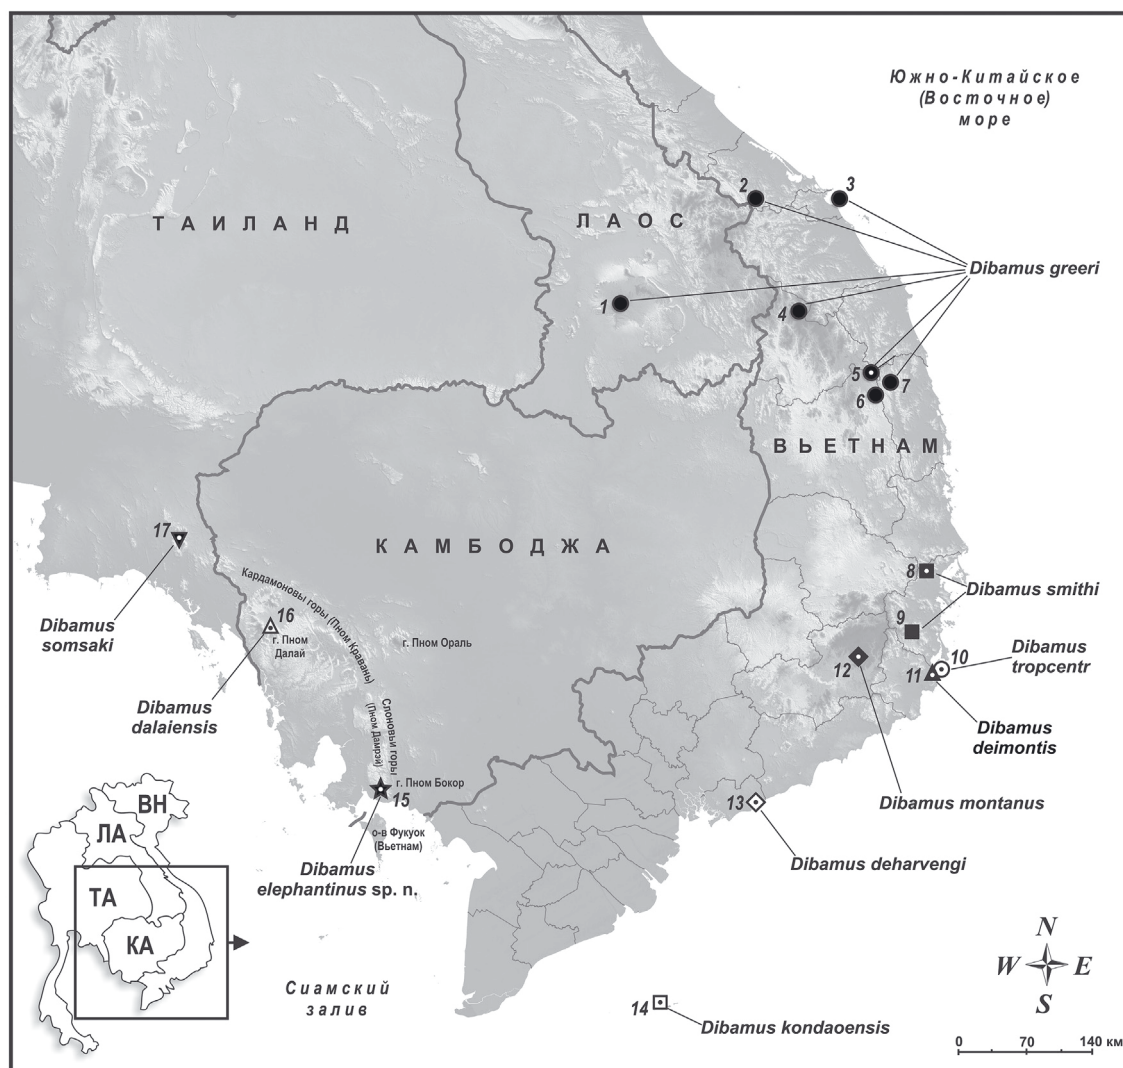 Южно-Китайское
(Восточное)
море
2
3
ТАИЛАНД
ЛАОС
Dibamus greeri
1
4
5
7
6
ВЬЕТНАМ
17
КАМБОДЖА
8
Кардамоновы горы (Пном Кравань)
Dibamus smithi
Dibamus
somsaki
16
г. Пном
Далай
г. Пном Ораль
9
12
11
10
Dibamus
tropcentr
Dibamus
dalaiensis
Слоновьи горы
(Пном Дамрэй)
Dibamus
deimontis
г. Пном Бокор
15
13
Dibamus montanus
о-в Фукуок
(Вьетнам)
Dibamus
elephantinus sp. n.
Dibamus deharvengi
ВН
ЛА
ТА
КА
Сиамский
залив
N
W
E
S
14
Dibamus kondaoensis
0
70
140 км